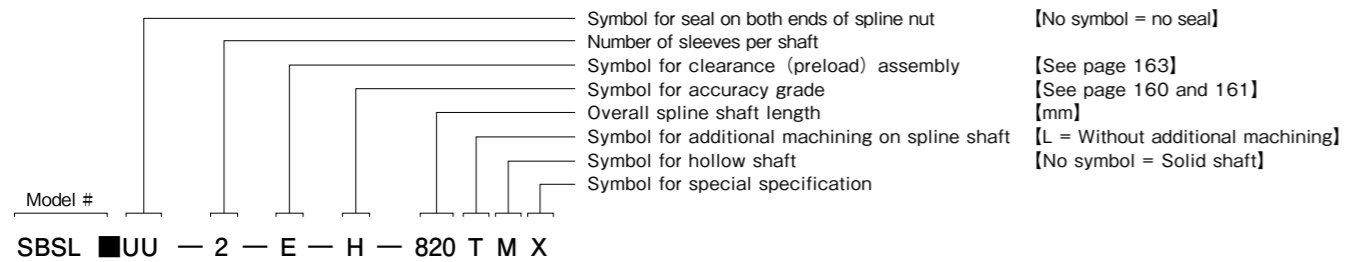 Symbol for seal on both ends of spline nut 【No symbol = no seal】
Number of sleeves per shaft
Symbol for clearance (preload) assembly 【See page 163】
Symbol for accuracy grade 【See page 160 and 161】
Overall spline shaft length 【mm】
Symbol for additional machining on spline shaft 【L = Without additional machining】
Symbol for hollow shaft 【No symbol = Solid shaft】
Symbol for special specification
Model #
SBSL ■UU — 2 — E — H — 820 T M X